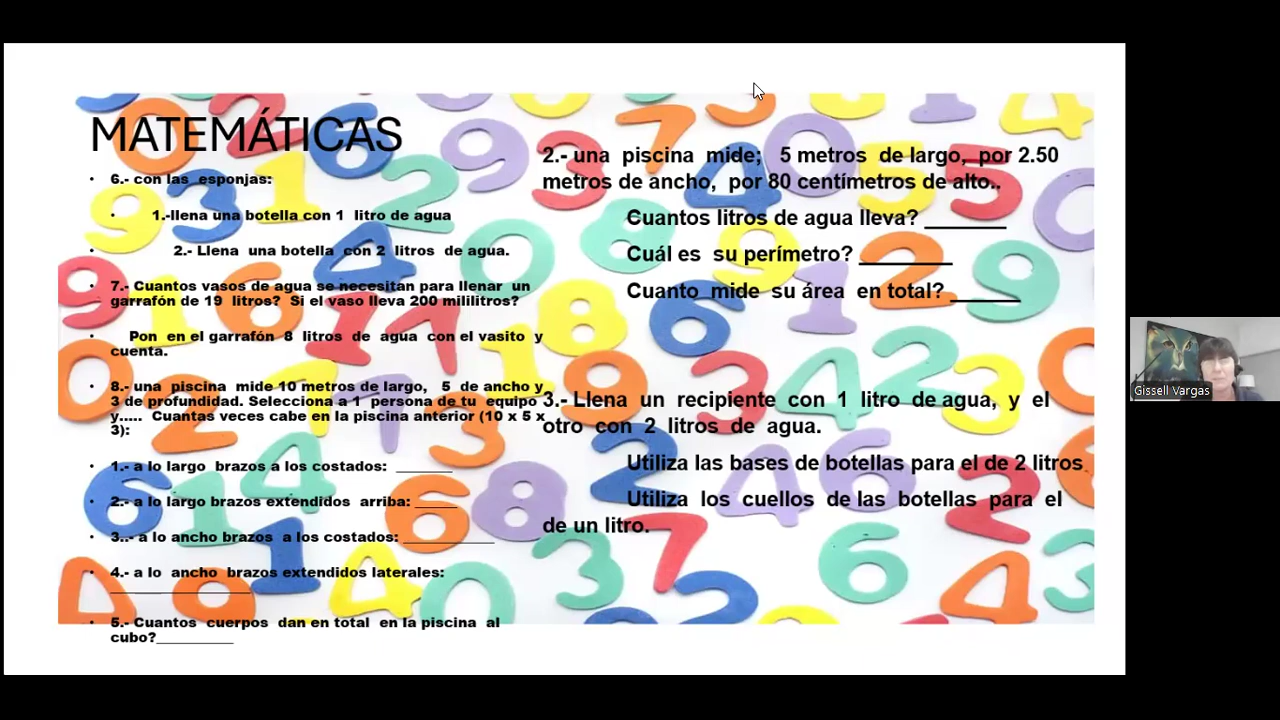 MATEMÁTICAS
• 6.- con las esponjas:
• 1.-llena una botella con 1 litro de agua
• 2.- Llena una botella con 2 litros de agua.
• 7.- Cuantos vasos de agua se necesitan para llenar un
garrafón de 19 litros? Si el vaso lleva 200 mililitros?
• Pon en el garrafón 8 litros de agua con el vasito y
cuenta.
• 8.- una piscina mide 10 metros de largo, 5 de ancho y
3 de profundidad. Selecciona a 1 persona de tu equipo
y..... Cuantas veces cabe en la piscina anterior (10 x 5 x
3):
• 1.- a lo largo brazos a los costados: _______
• 2.- a lo largo brazos extendidos arriba: _____
• 3..- a lo ancho brazos a los costados: ____________
• 4.- a lo ancho brazos extendidos laterales:
__________________
• 5.- Cuantos cuerpos dan en total en la piscina al
cubo?__________
2.- una piscina mide; 5 metros de largo, por 2.50
metros de ancho, por 80 centímetros de alto..
Cuantos litros de agua lleva? _______
Cuál es su perímetro? ________
Cuanto mide su área en total? ______
3.- Llena un recipiente con 1 litro de agua, y el
otro con 2 litros de agua.
Utiliza las bases de botellas para el de 2 litros
Utiliza los cuellos de las botellas para el
de un litro.
Gissell Vargas